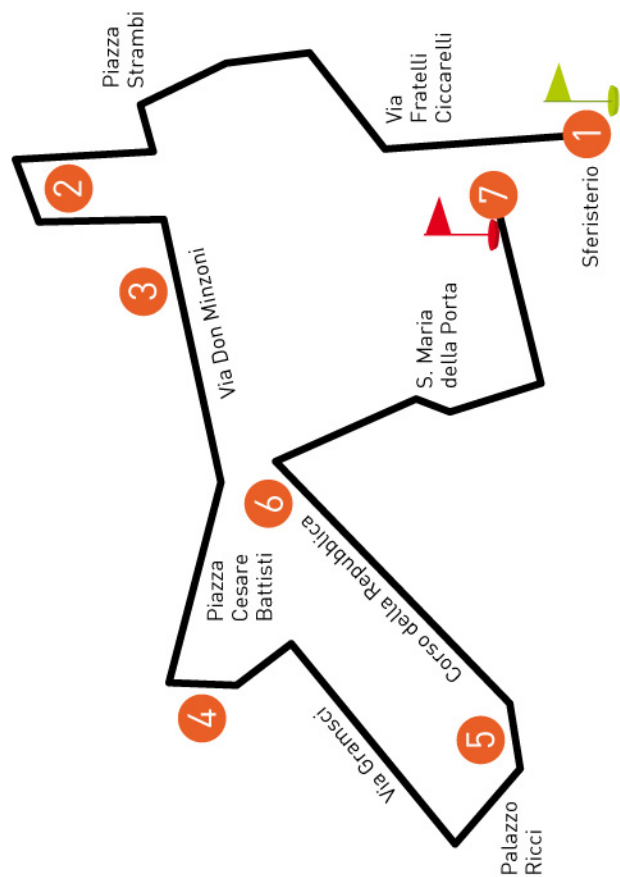 Piazza
Strambi
2
3
Via Don Minzoni
Via
Fratelli
Ciccarelli
1
Sferisterio
7
S. Maria
della Porta
6
Piazza
Cesare
Battisti
4
Corso della Repubblica
Via Gramsci
5
Palazzo
Ricci